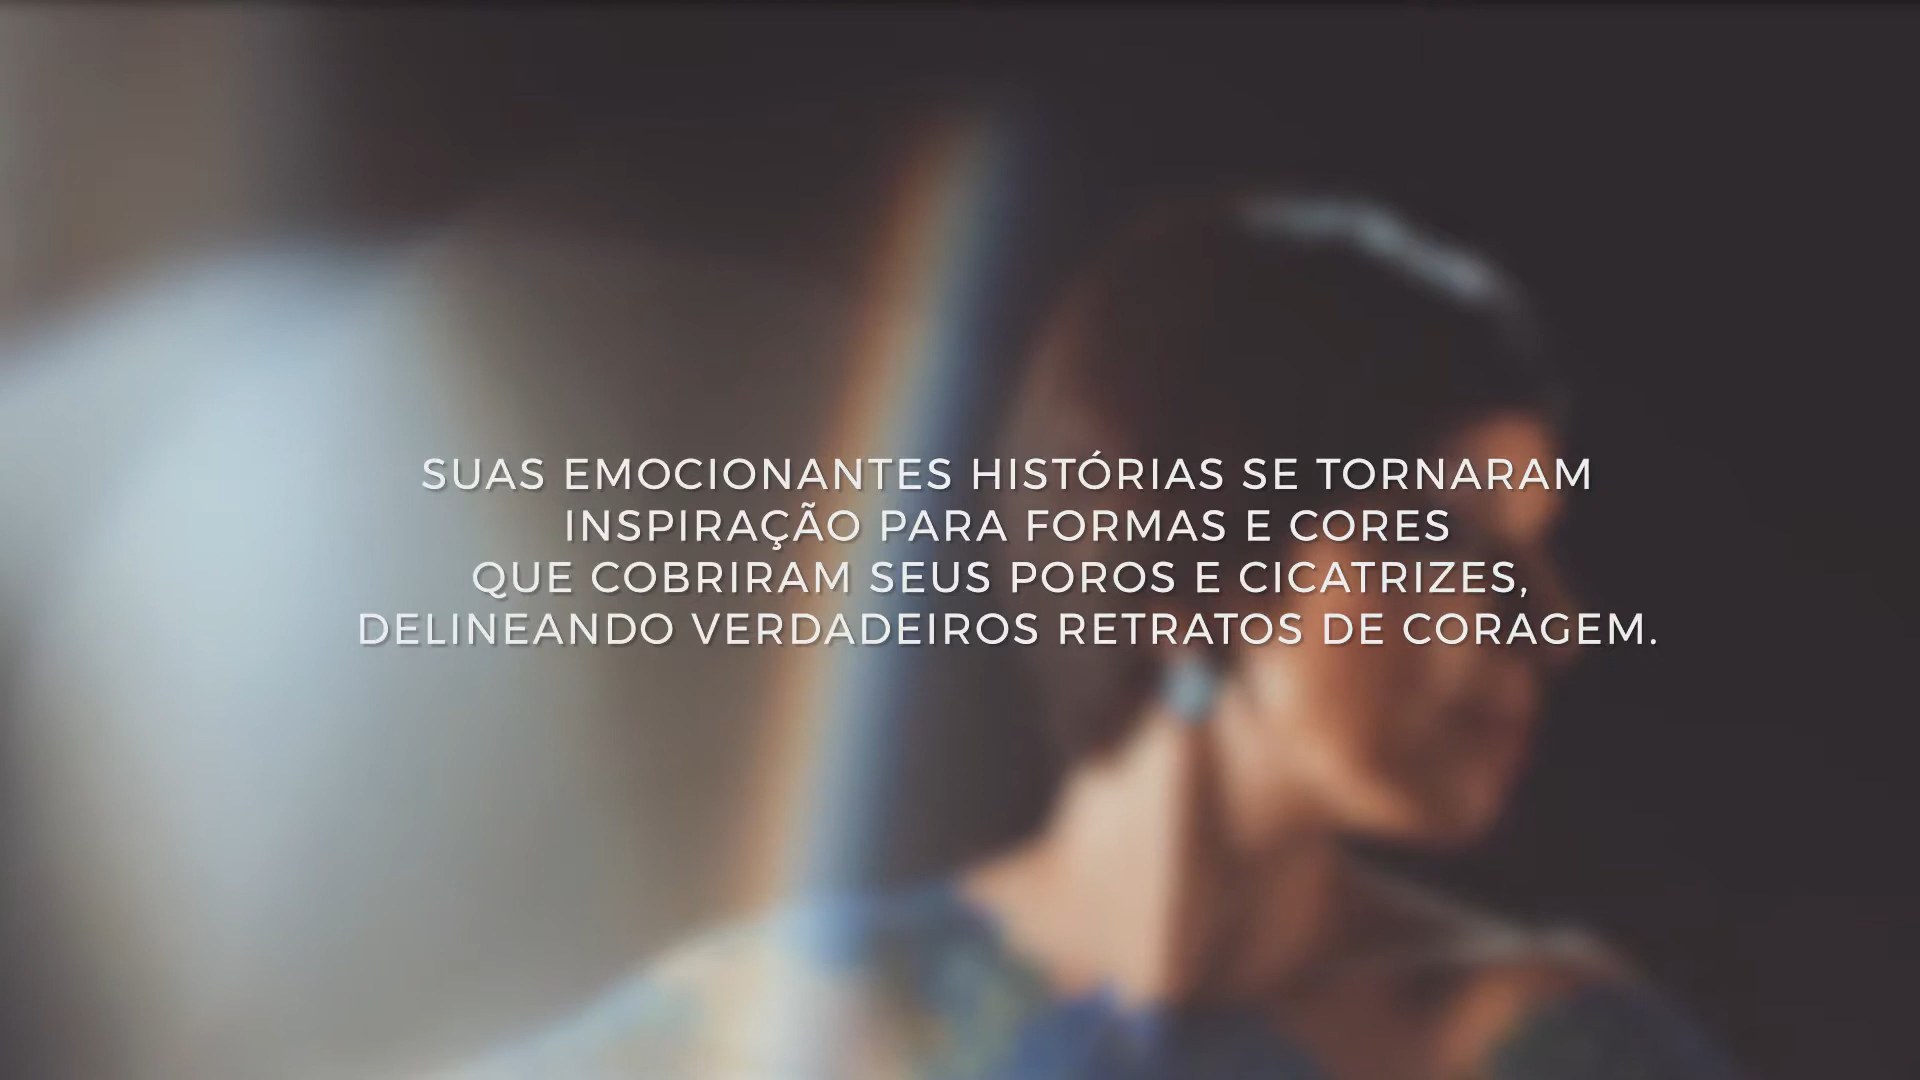 SUAS EMOCIONANTES HISTÓRIAS SE TORNARAM
INSPIRAÇÃO PARA FORMAS E CORES
QUE COBRIRAM SEUS POROS E CICATRIZES,
DELINEANDO VERDADEIROS RETRATOS DE CORAGEM.